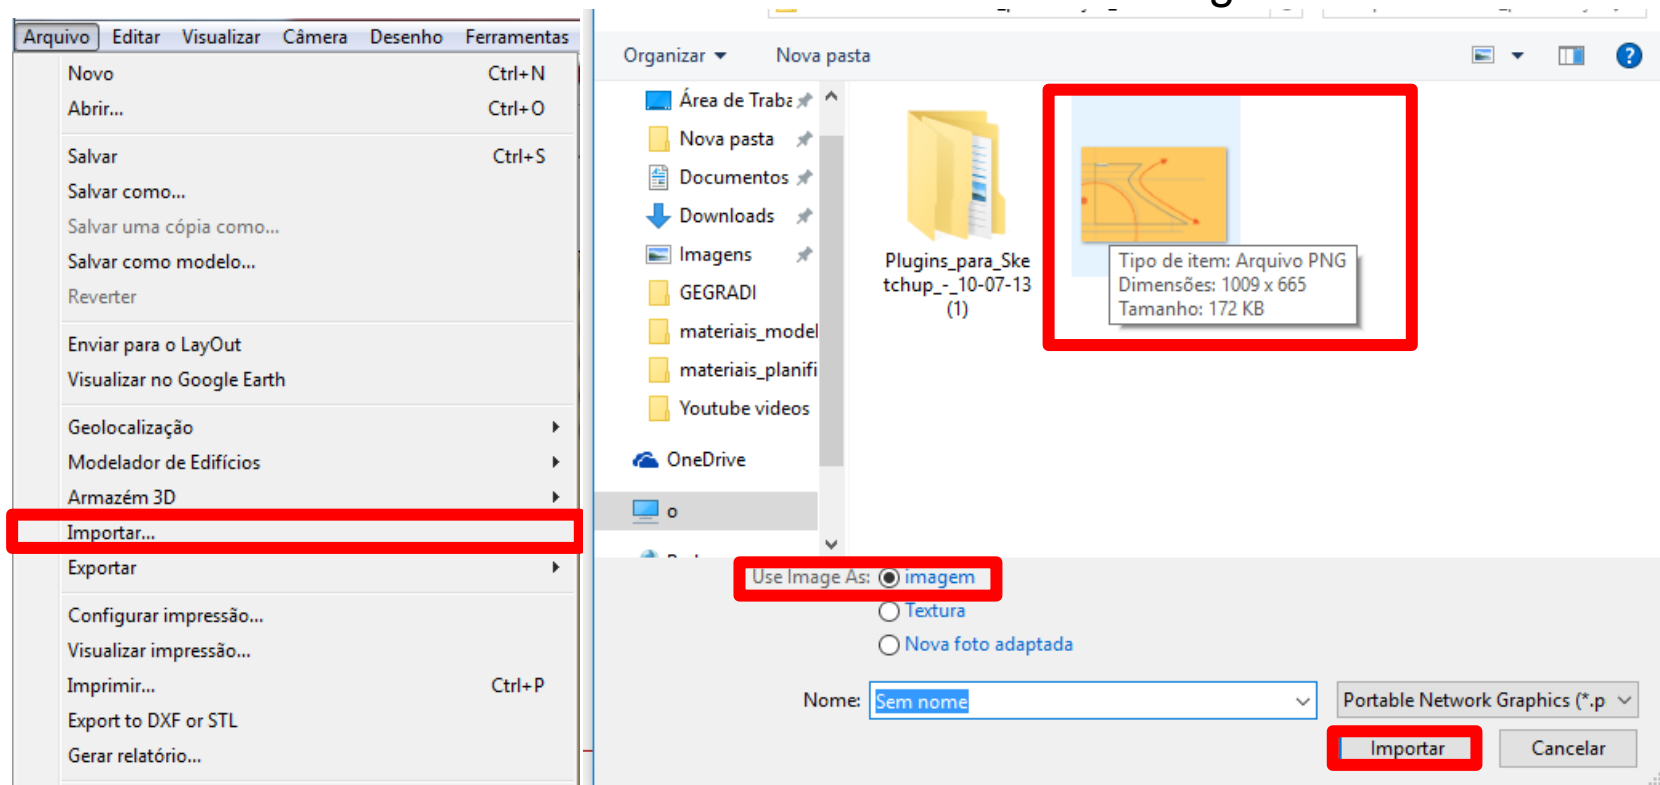 Arquivo Editar Visualizar Câmera Desenho Ferramentas
Novo Ctrl+N
Abrir... Ctrl+O
Salvar Ctrl+S
Salvar como...
Salvar uma cópia como...
Salvar como modelo...
Reverter
Enviar para o LayOut
Visualizar no Google Earth
Geolocalização
Modelador de Edifícios
Armazém 3D
Importar...
Exportar
Configurar impressão...
Visualizar impressão...
Imprimir... Ctrl+P
Export to DXF or STL
Gerar relatório...
Organizar Nova pasta
Área de Traba
Nova pasta
Documentos
Downloads
Imagens
GEGRADI
materiais_model
materiais_planifi
Youtube videos
OneDrive
o
Plugins_para_Ske
tchup_-_10-07-13
(1)
Tipo de item: Arquivo PNG
Dimensões: 1009 x 665
Tamanho: 172 KB
Use Image As: imagem
Textura
Nova foto adaptada
Nome: Sem nome
Portable Network Graphics (*.p
Importar Cancelar